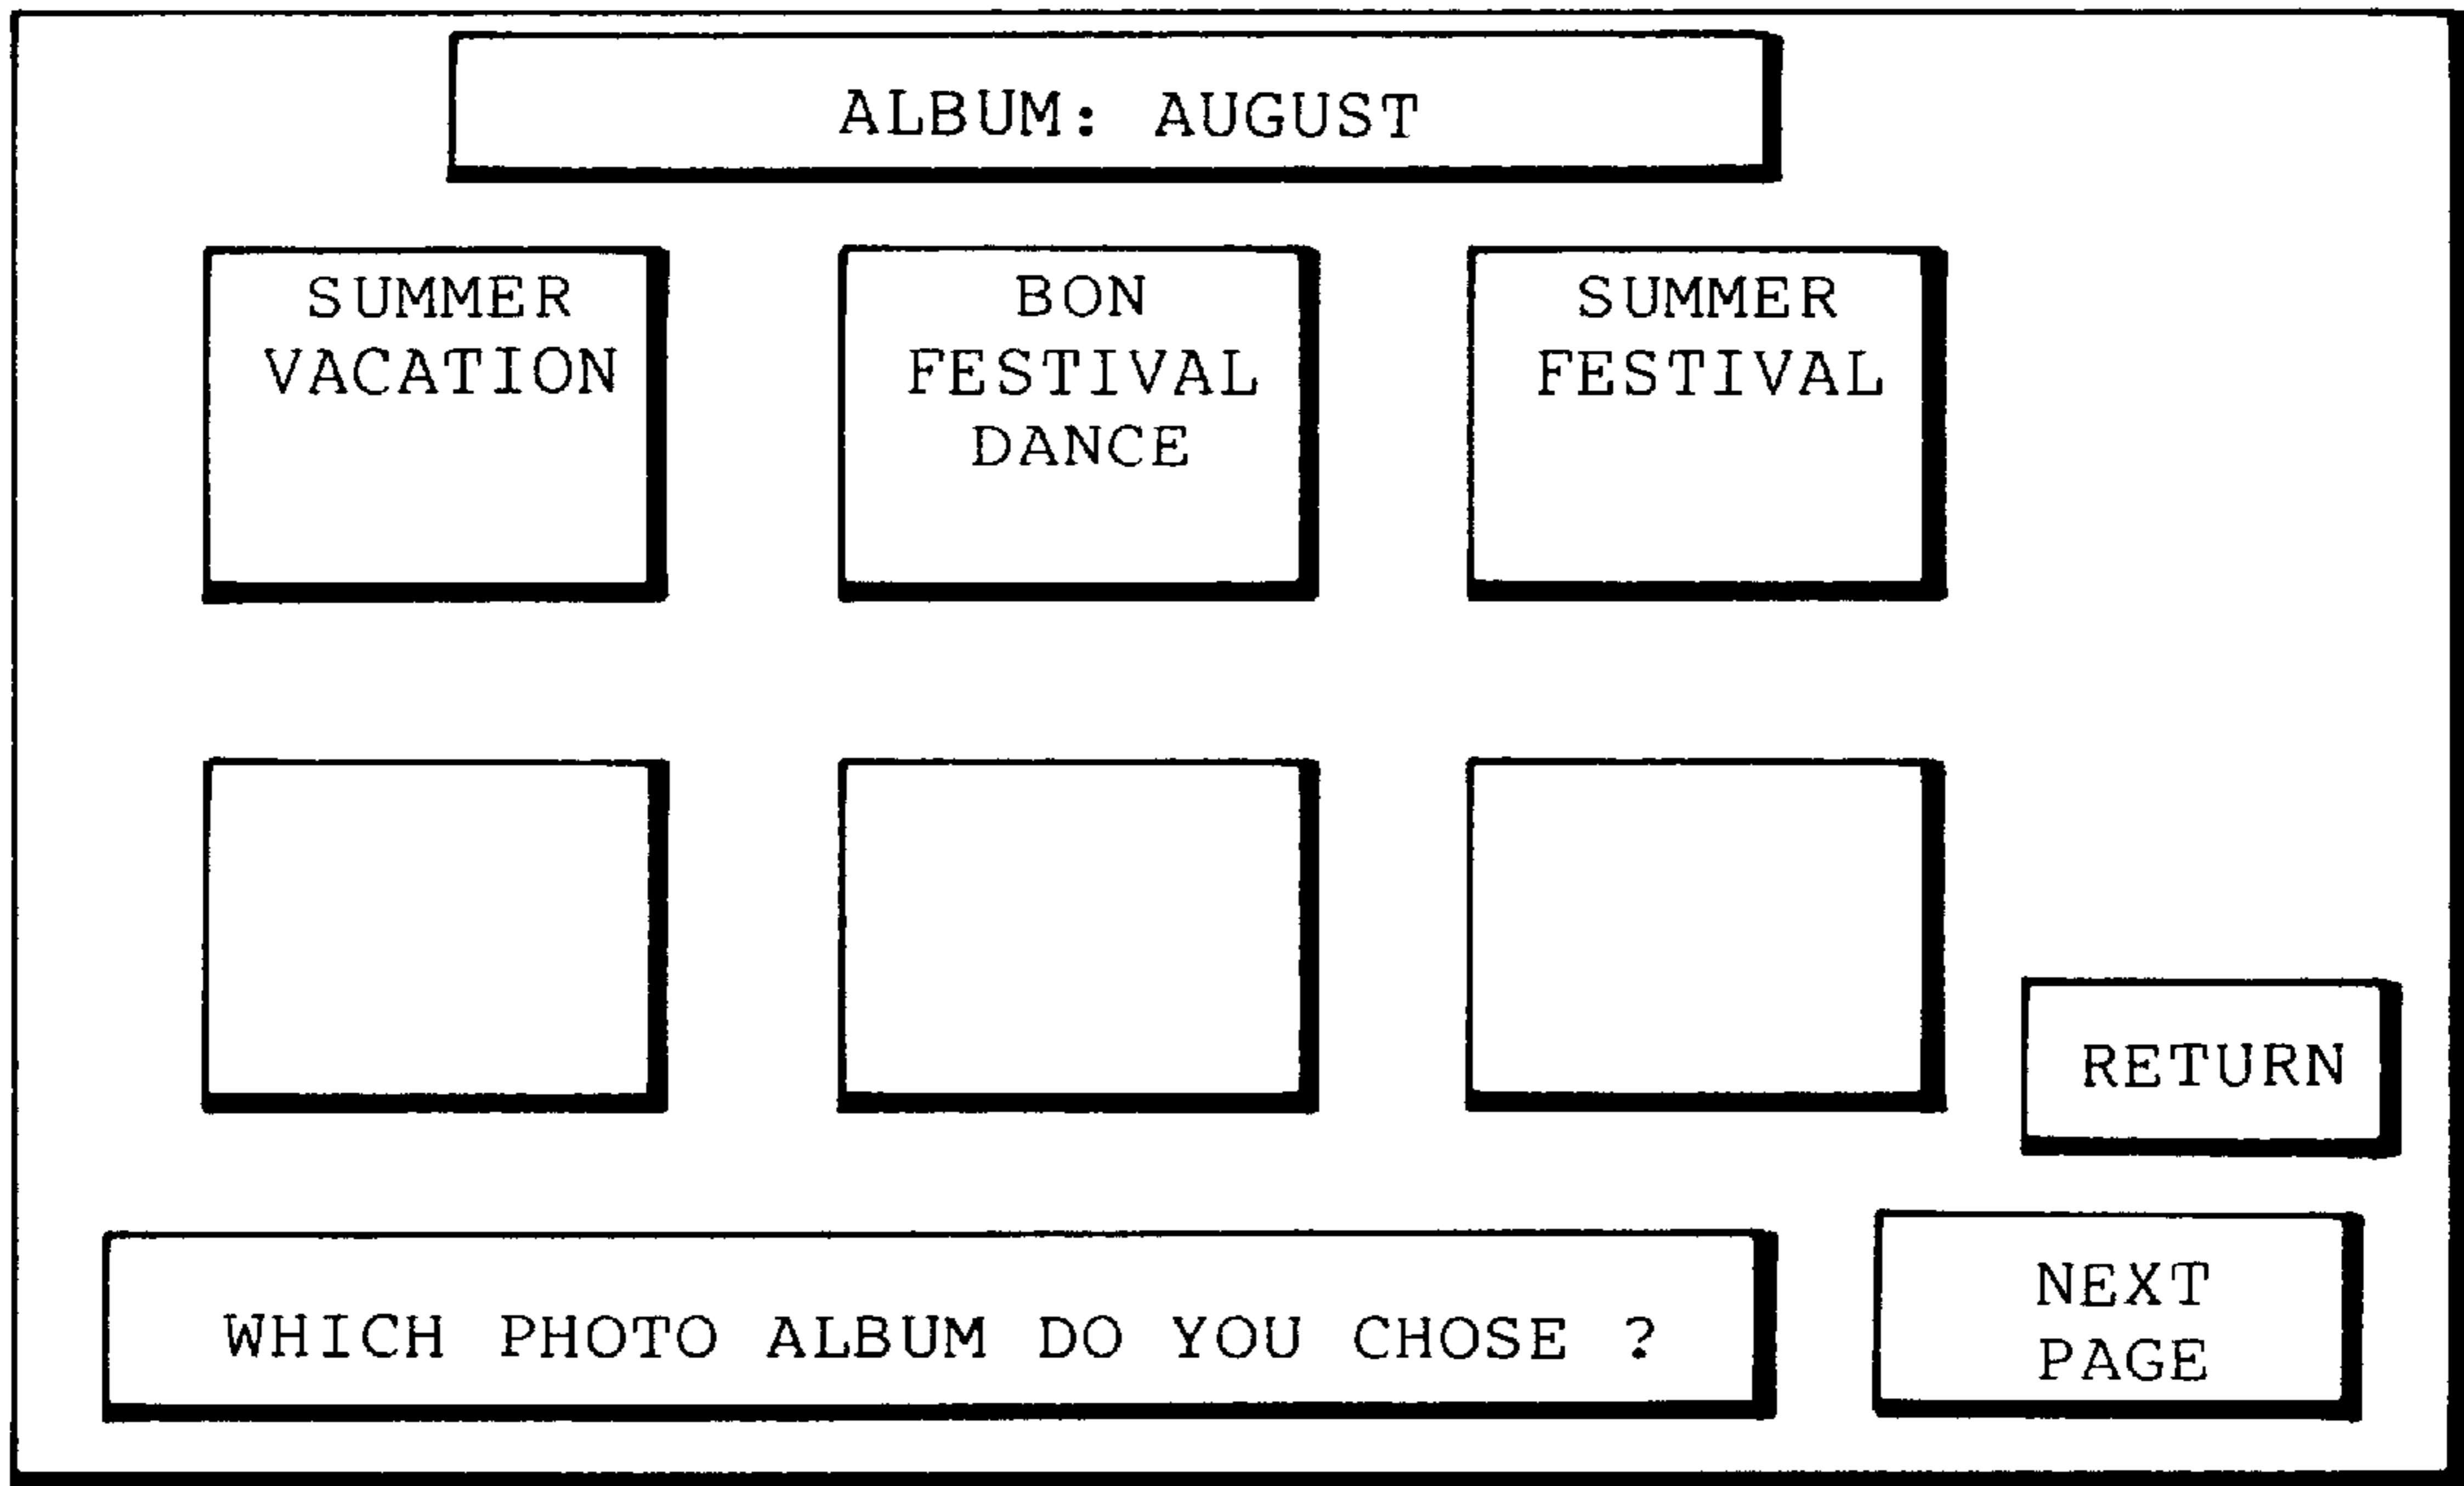 ALBUM: AUGUST
SUMMER
VACATION
BON
FESTIVAL
DANCE
SUMMER
FESTIVAL
RETURN
WHICH PHOTO ALBUM DO YOU CHOSE ?
NEXT
PAGE